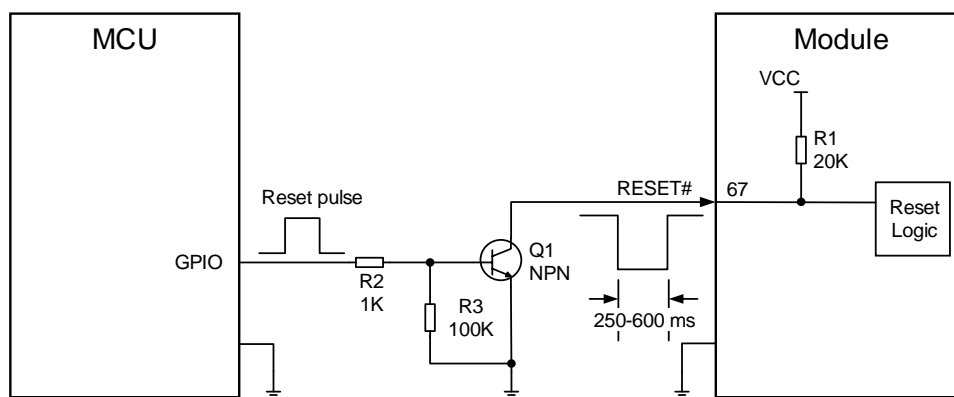 MCU
Module
VCC
R1
20K
RESET#
67
Reset pulse
Reset
Logic
Q1
NPN
GPIO
R2
1K
R3
100K
250-600 ms